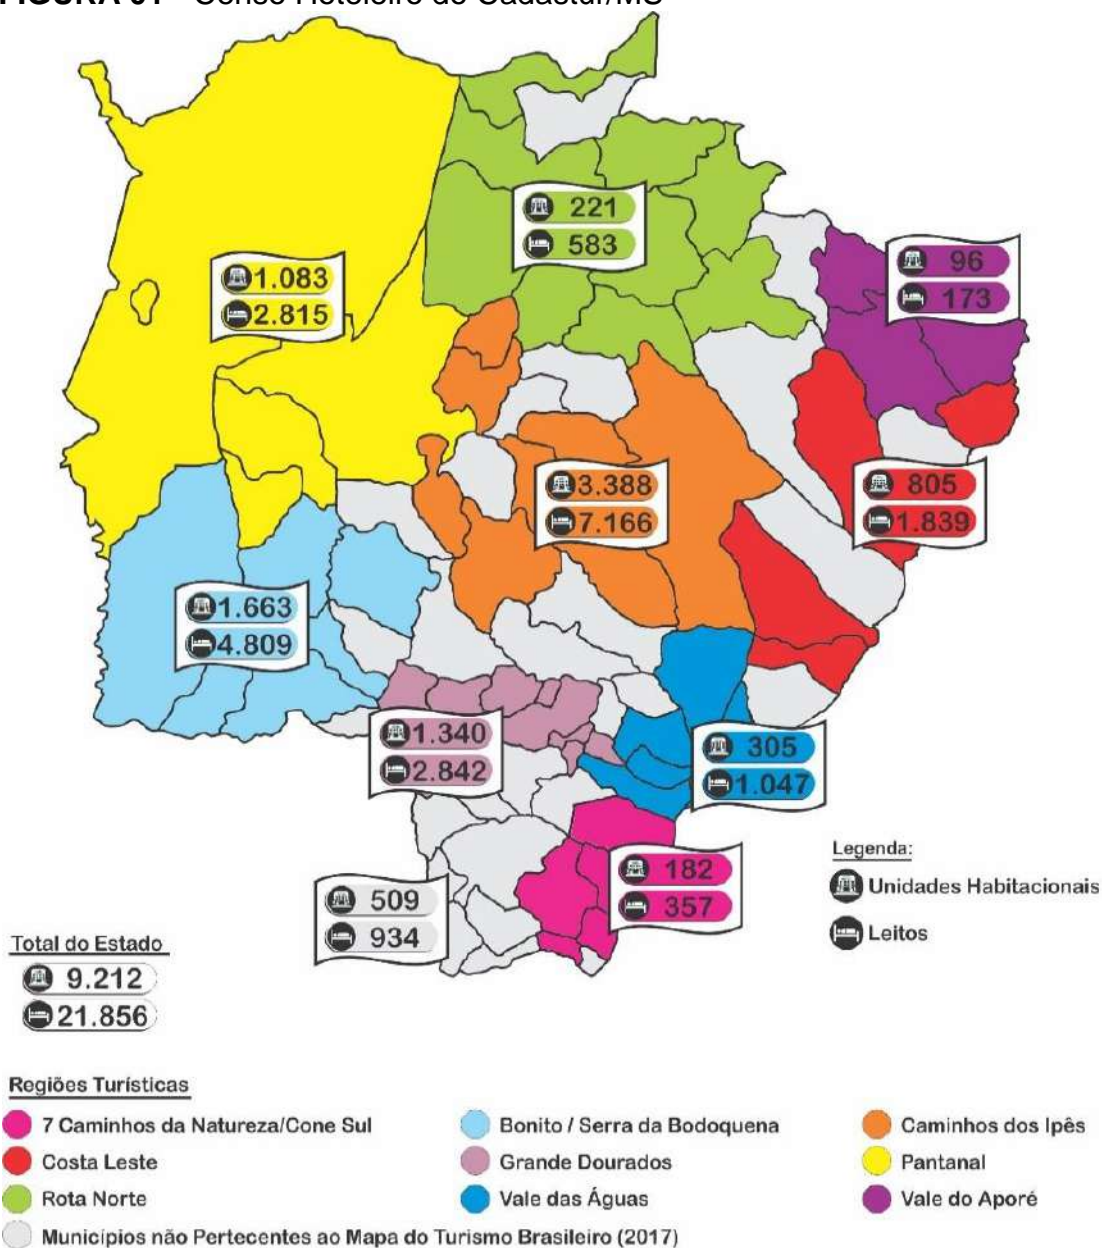 FIGURA 01 - Censo Hoteleiro do Cadastur/MS
221
583
96
173
1.083
2.815
3.388
7.166
805
1.839
1.663
4.809
1.340
2.842
305
1.047
182
357
509
934
Legenda:
Unidades Habitacionais
Leitos
Total do Estado
9.212
21.856
Regiões Turísticas
7 Caminhos da Natureza/Cone Sul
Bonito / Serra da Bodoquena
Caminhos dos Ipês
Costa Leste
Grande Dourados
Pantanal
Rota Norte
Vale das Águas
Vale do Aporé
Municípios não Pertecentes ao Mapa do Turismo Brasileiro (2017)